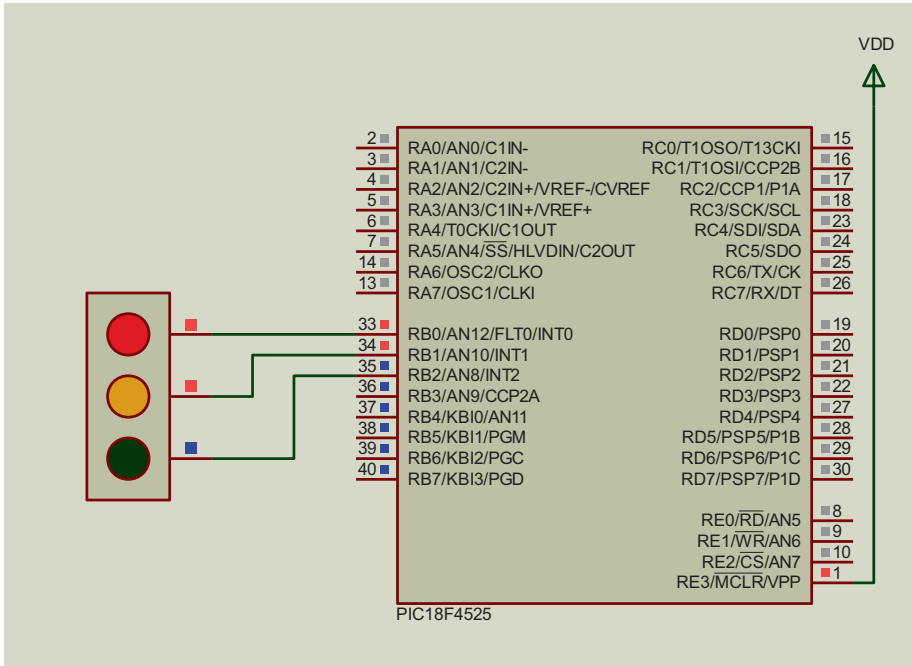 VDD
2
RA0/AN0/C1IN-
3
RA1/AN1/C2IN-
4
RA2/AN2/C2IN+/VREF-/CVREF
5
RA3/AN3/C1IN+/VREF+
6
RA4/T0CKI/C1OUT
7
RA5/AN4/SS/HLVDIN/C2OUT
14
RA6/OSC2/CLKO
13
RA7/OSC1/CLKI
33
RB0/AN12/FLT0/INT0
34
RB1/AN10/INT1
35
RB2/AN8/INT2
36
RB3/AN9/CCP2A
37
RB4/KBI0/AN11
38
RB5/KBI1/PGM
39
RB6/KBI2/PGC
40
RB7/KBI3/PGD
RC0/T1OSO/T13CKI
15
RC1/T1OSI/CCP2B
16
RC2/CCP1/P1A
17
RC3/SCK/SCL
18
RC4/SDI/SDA
23
RC5/SDO
24
RC6/TX/CK
25
RC7/RX/DT
26
RD0/PSP0
19
RD1/PSP1
20
RD2/PSP2
21
RD3/PSP3
22
RD4/PSP4
27
RD5/PSP5/P1B
28
RD6/PSP6/P1C
29
RD7/PSP7/P1D
30
RE0/RD/AN5
8
RE1/WR/AN6
9
RE2/CS/AN7
10
RE3/MCLR/VPP
1
PIC18F4525